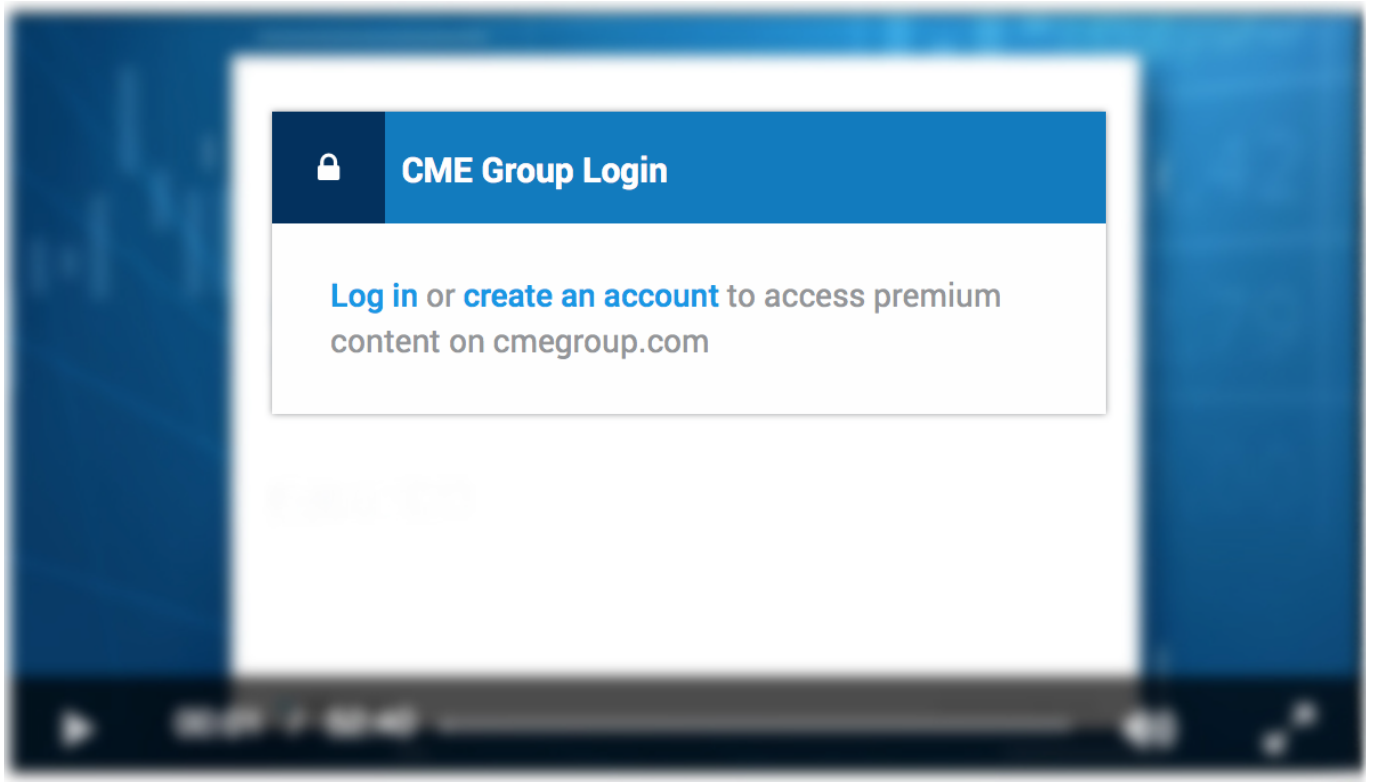 CME Group Login
Log in or create an account to access premium
content on cmegroup.com